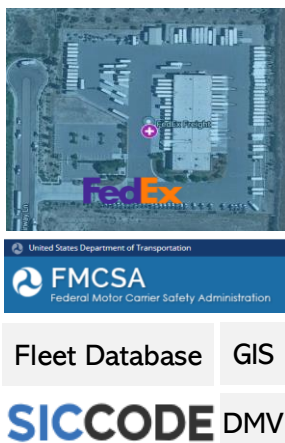 FedEx Freight
FedEx
United States Department of Transportation
FMCSA
Federal Motor Carrier Safety Administration
Fleet Database
GIS
SICCODE
DMV